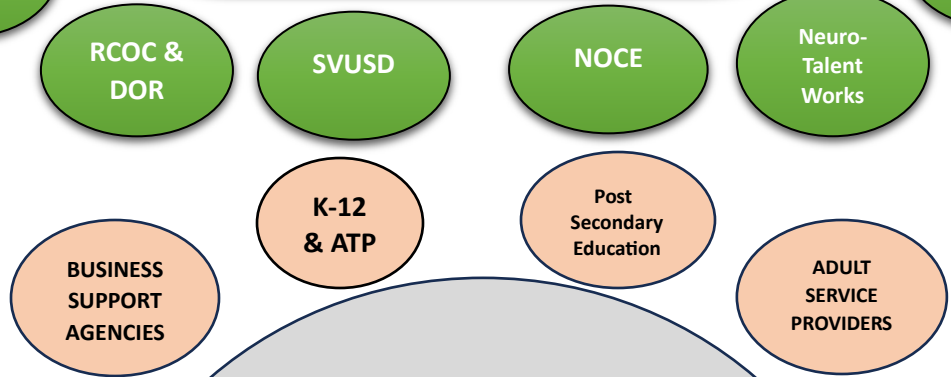 RCOC &
DOR
SVUSD
NOCE
Neuro-
Talent
Works
K-12
& ATP
Post
Secondary
Education
BUSINESS
SUPPORT
AGENCIES
ADULT
SERVICE
PROVIDERS